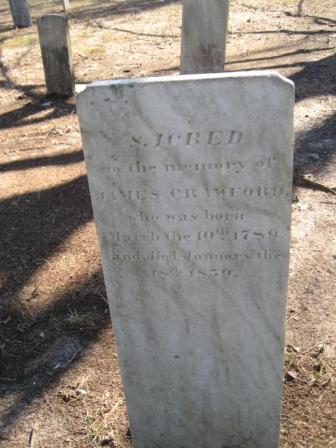 SACRED
to the memory of
JAMES CRAWFORD,
who was born
March the 10th 1789,
and died January the
18th 1859.